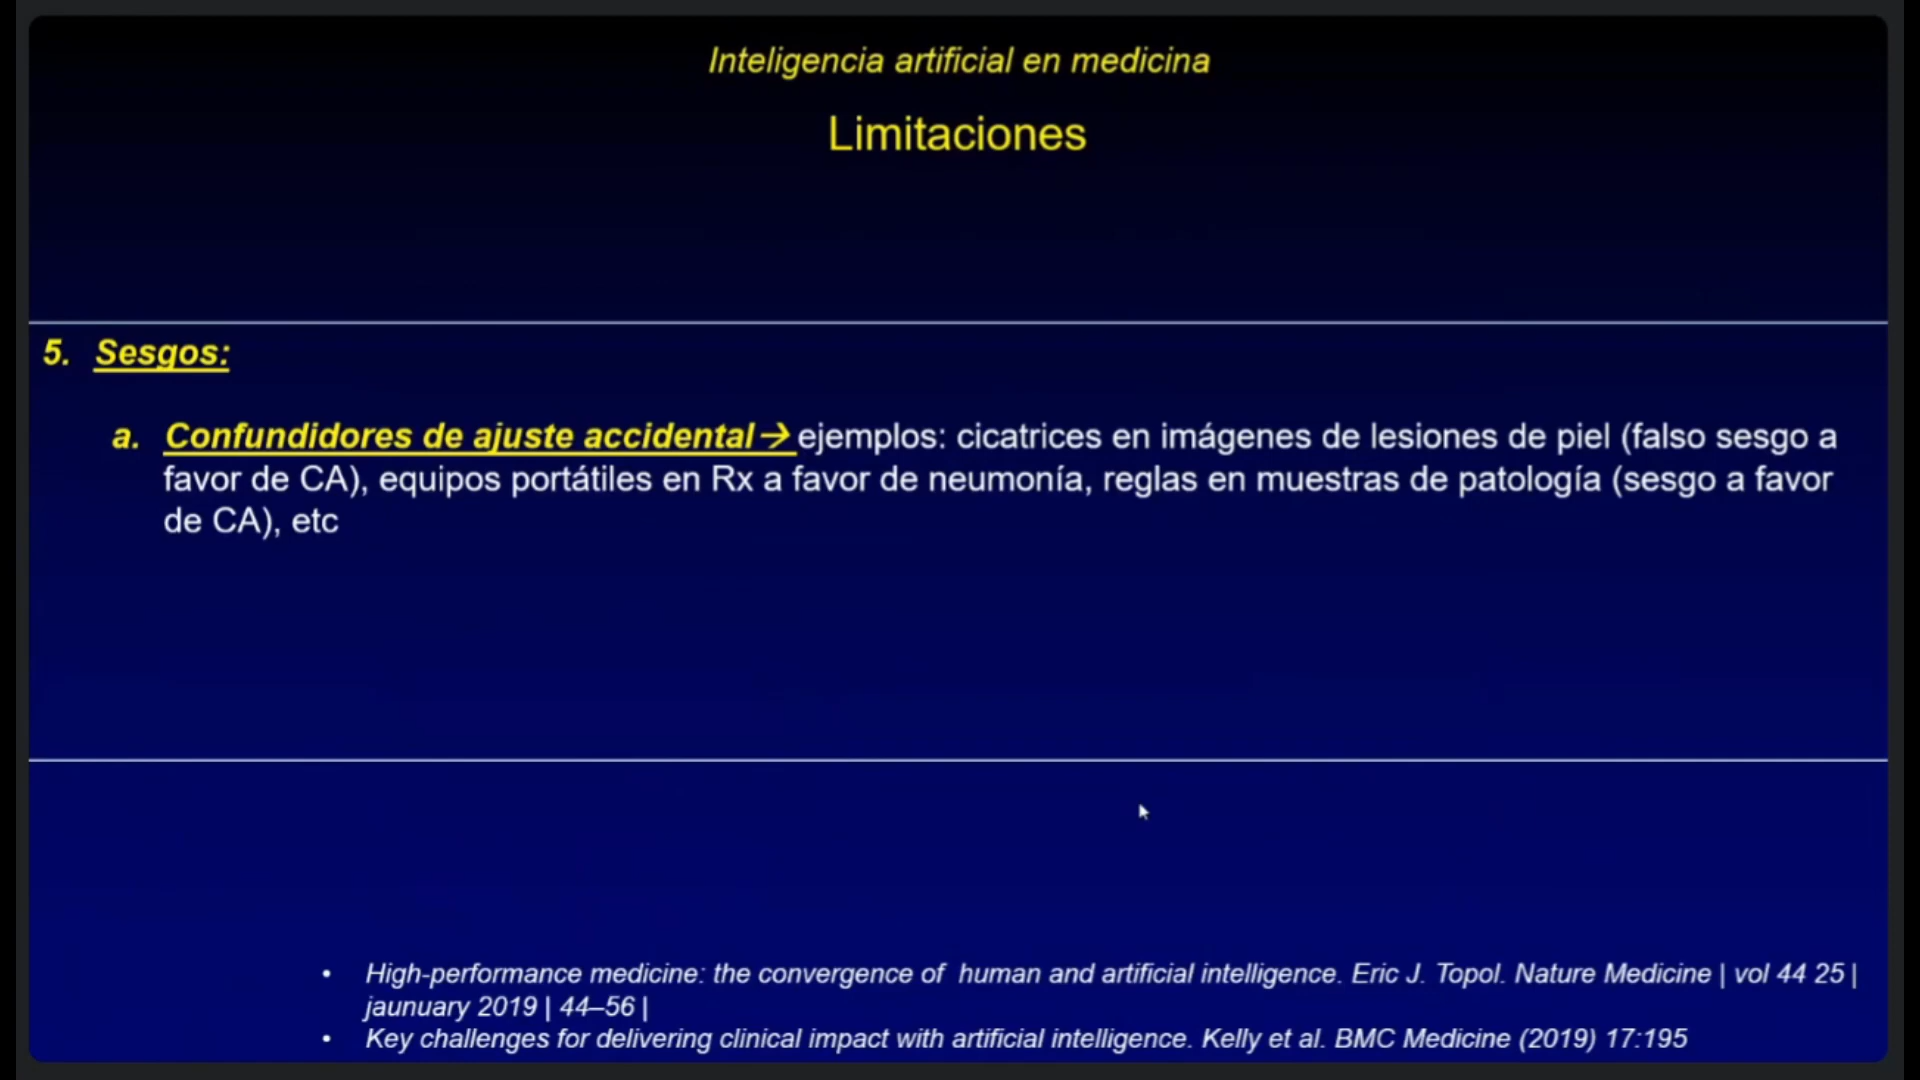 Inteligencia artificial en medicina
Limitaciones
5. Sesgos:
a. Confundidores de ajuste accidental→ ejemplos: cicatrices en imágenes de lesiones de piel (falso sesgo a
favor de CA), equipos portátiles en Rx a favor de neumonía, reglas en muestras de patología (sesgo a favor
de CA), etc
• High-performance medicine: the convergence of human and artificial intelligence. Eric J. Topol. Nature Medicine | vol 44 25 |
jaunuary 2019 | 44–56 |
• Key challenges for delivering clinical impact with artificial intelligence. Kelly et al. BMC Medicine (2019) 17:195